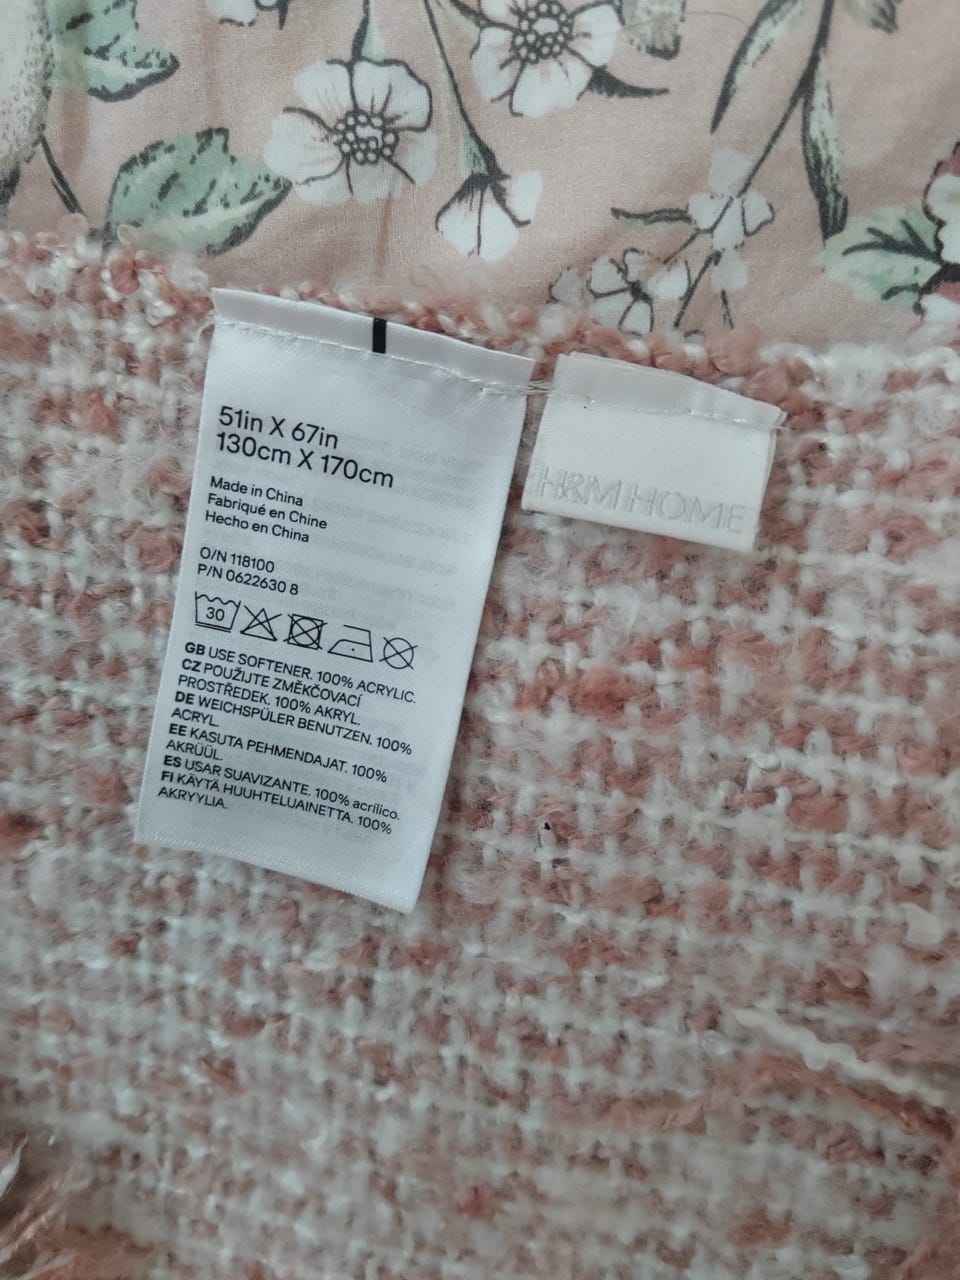 51in X 67in
130cm X 170cm
Made in China
Fabriqué en Chine
Hecho en China
O/N 118100
P/N 0622630 8
30
GB USE SOFTENER. 100% ACRYLIC.
CZ POUŽIJTE ZMĚKČOVACÍ
PROSTŘEDEK. 100% AKRYL.
DE WEICHSPÜLER BENUTZEN. 100%
ACRYL.
EE KASUTA PEHMENDAJAT. 100%
AKRÜÜL.
ES USAR SUAVIZANTE. 100% acrílico.
FI KÄYTÄ HUUHTELUAINETTA. 100%
AKRYYLIA.
H&M HOME